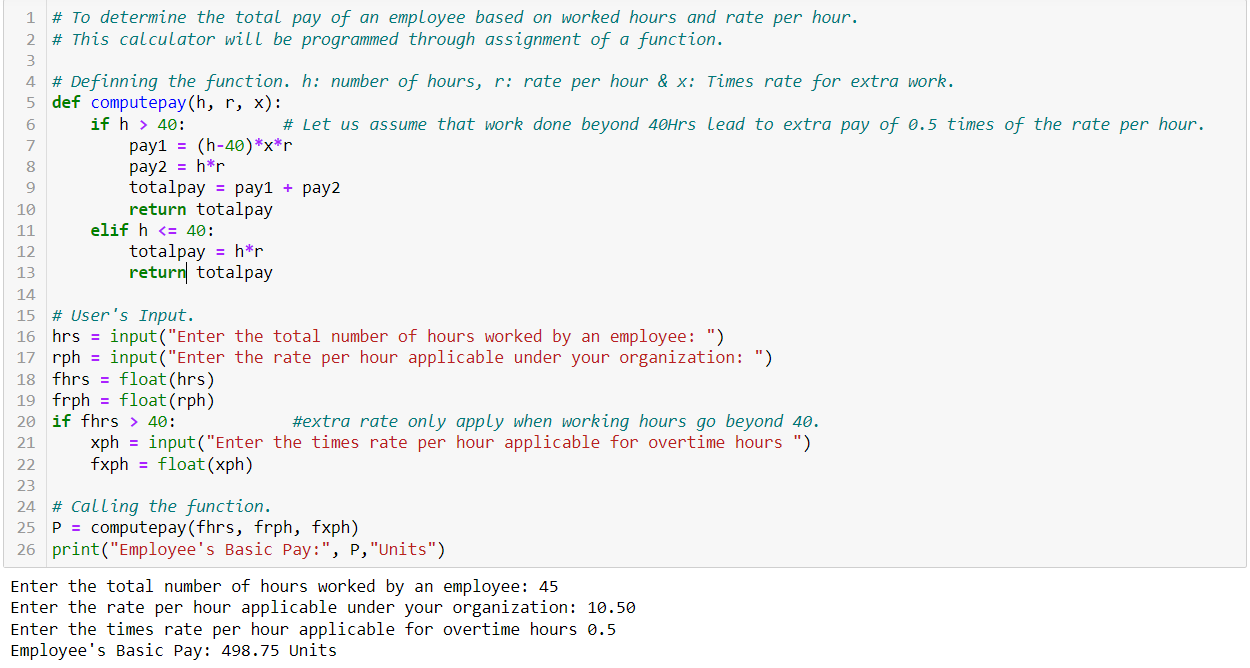 1 # To determine the total pay of an employee based on worked hours and rate per hour.
2 # This calculator will be programmed through assignment of a function.
3
4 # Definning the function. h: number of hours, r: rate per hour & x: Times rate for extra work.
5 def computepay(h, r, x):
6     if h > 40:          # Let us assume that work done beyond 40Hrs lead to extra pay of 0.5 times of the rate per hour.
7         pay1 = (h-40)*x*r
8         pay2 = h*r
9         totalpay = pay1 + pay2
10         return totalpay
11     elif h <= 40:
12         totalpay = h*r
13         return totalpay
14
15 # User's Input.
16 hrs = input("Enter the total number of hours worked by an employee: ")
17 rph = input("Enter the rate per hour applicable under your organization: ")
18 fhrs = float(hrs)
19 frph = float(rph)
20 if fhrs > 40:            #extra rate only apply when working hours go beyond 40.
21     xph = input("Enter the times rate per hour applicable for overtime hours ")
22     fxph = float(xph)
23
24 # Calling the function.
25 P = computepay(fhrs, frph, fxph)
26 print("Employee's Basic Pay:", P,"Units")
Enter the total number of hours worked by an employee: 45
Enter the rate per hour applicable under your organization: 10.50
Enter the times rate per hour applicable for overtime hours 0.5
Employee's Basic Pay: 498.75 Units